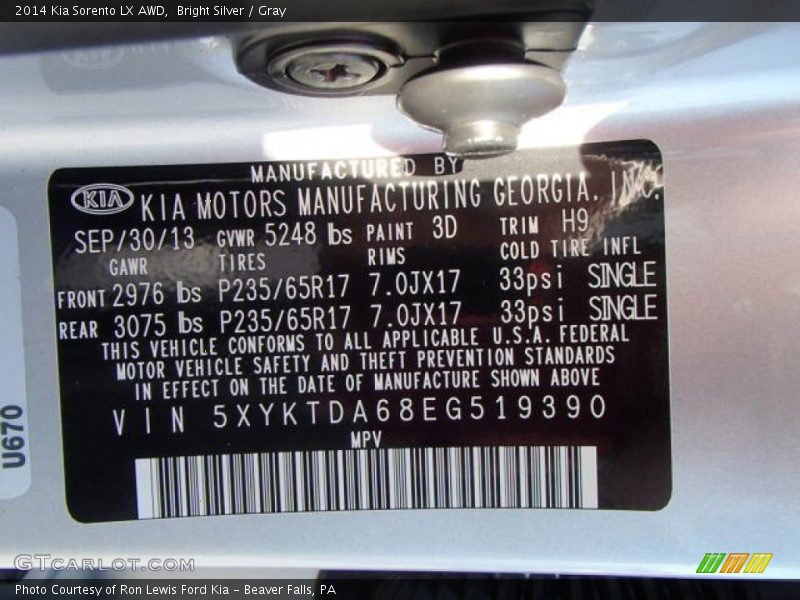 2014 Kia Sorento LX AWD,  Bright Silver / Gray
MANUFACTURED BY
KIA KIA MOTORS MANUFACTURING GEORGIA, INC.
SEP/30/13 GVWR 5248 lbs PAINT 3D TRIM H9
GAWR TIRES RIMS COLD TIRE INFL
FRONT 2976 lbs P235/65R17 7.0JX17 33psi SINGLE
REAR 3075 lbs P235/65R17 7.0JX17 33psi SINGLE
THIS VEHICLE CONFORMS TO ALL APPLICABLE U.S.A. FEDERAL
MOTOR VEHICLE SAFETY AND THEFT PREVENTION STANDARDS
IN EFFECT ON THE DATE OF MANUFACTURE SHOWN ABOVE
VIN 5XYKTDA68EG519390
MPV
U670
GTCarLot.com
Photo Courtesy of Ron Lewis Ford Kia - Beaver Falls, PA